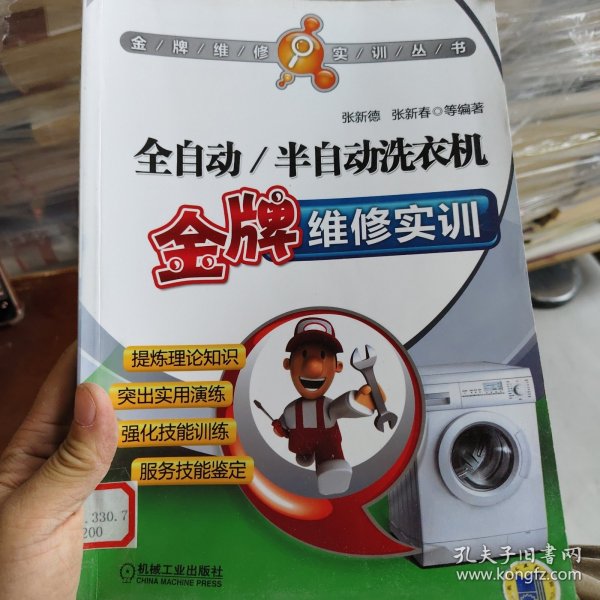 金/牌/维/修/实/训/丛/书
张新德 张新春◎等编著
全自动/半自动洗衣机
金牌维修实训
提炼理论知识
突出实用演练
强化技能训练
服务技能鉴定
.330.7
200
机械工业出版社
CHINA MACHINE PRESS
孔夫子旧书网
www.kongfz.com